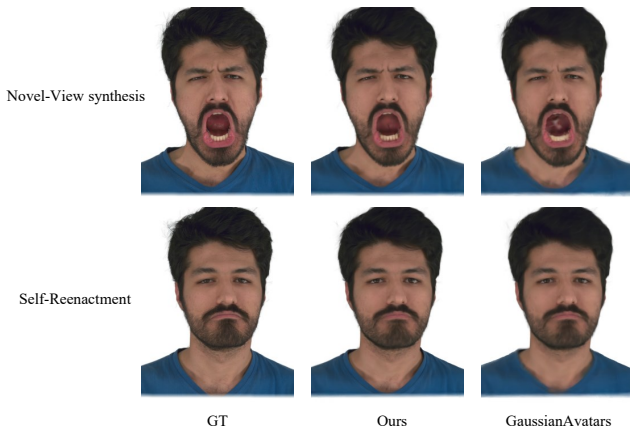 Novel-View synthesis
Self-Reenactment
GT
Ours
GaussianAvatars